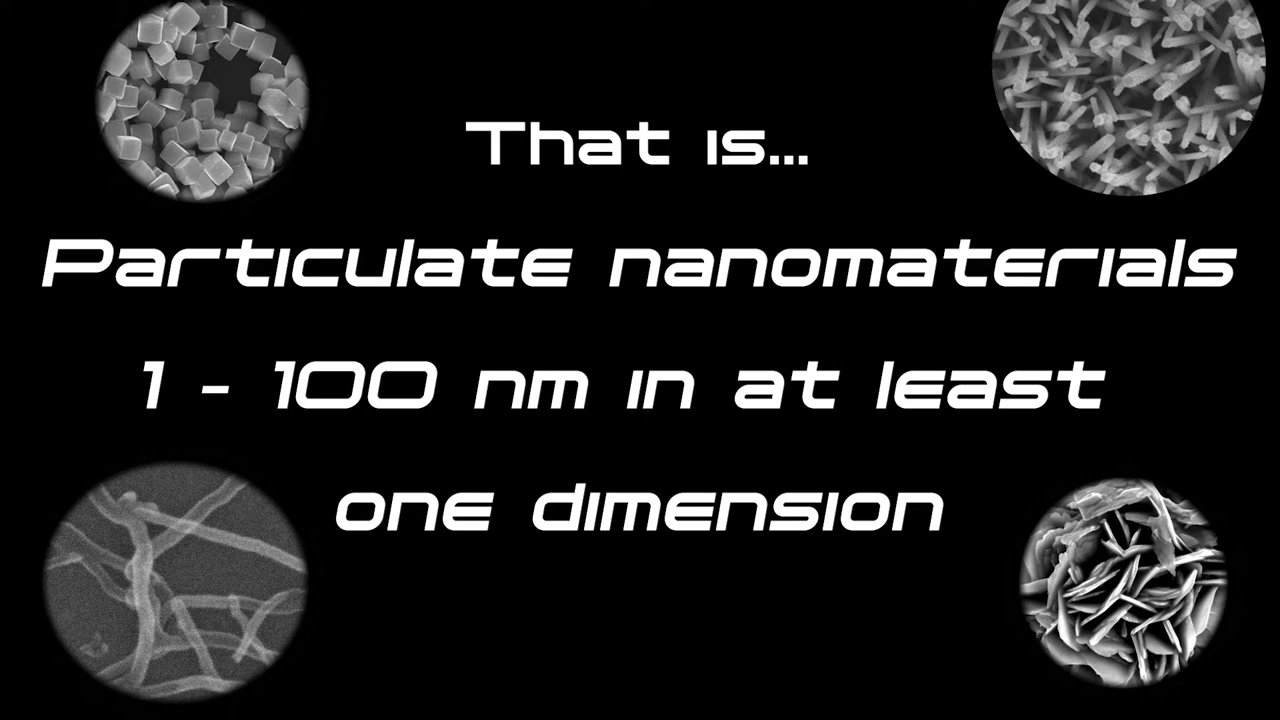 That is...
Particulate nanomaterials
1 - 100 nm in at least
one dimension